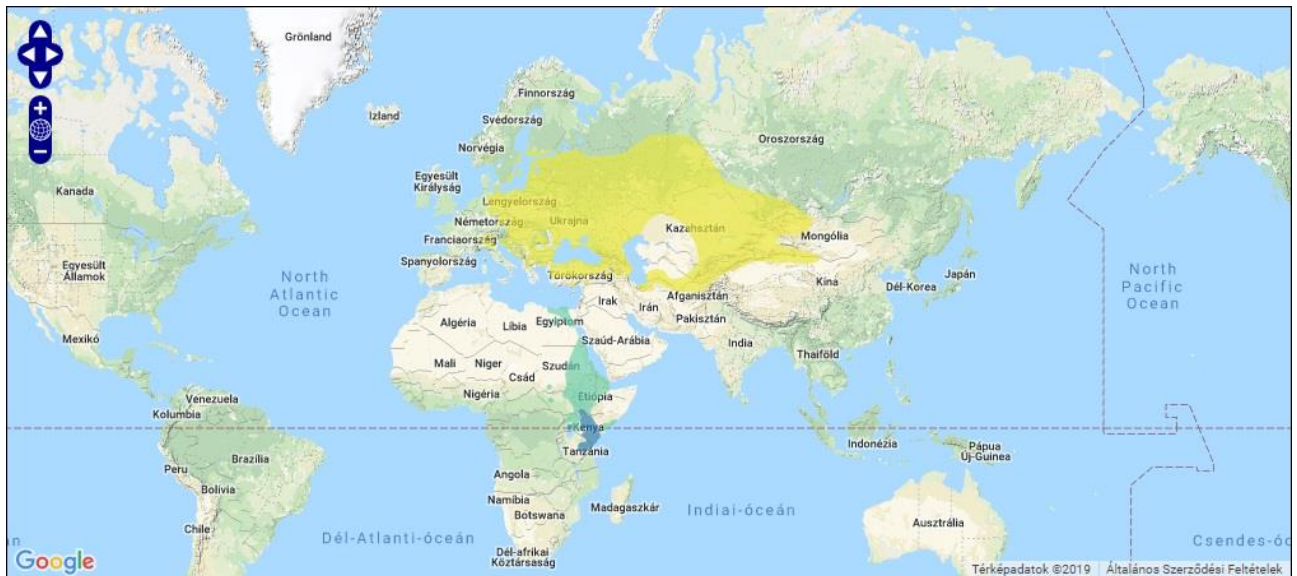 Grönland
Izland
Finnország
Svédország
Norvégia
Oroszország
Kanada
Egyesült
Királyság
Lengyelország
Németország
Ukrajna
Franciaország
Kazahsztán
Mongólia
Spanyolország
Törökország
Egyesült
Államok
North
Atlantic
Ocean
Irak
Irán
Afganisztán
Pakisztán
Kína
Dél-Korea
Japán
North
Pacific
Ocean
Mexikó
Algéria
Líbia
Egyiptom
Szaúd-Arábia
India
Thaiföld
Mali
Niger
Csád
Szudán
Nigéria
Etiópia
Venezuela
Kolumbia
Kenya
Tanzánia
Indonézia
Pápua
Új-Guinea
Peru
Brazília
Bolívia
Angola
Namíbia
Botswana
Madagaszkár
Indiai-óceán
Ausztrália
Chile
Dél-Atlanti-óceán
Dél-afrikai
Köztársaság
an
Csendes-óc
Google
Térképadatok ©2019
Általános Szerződési Feltételek